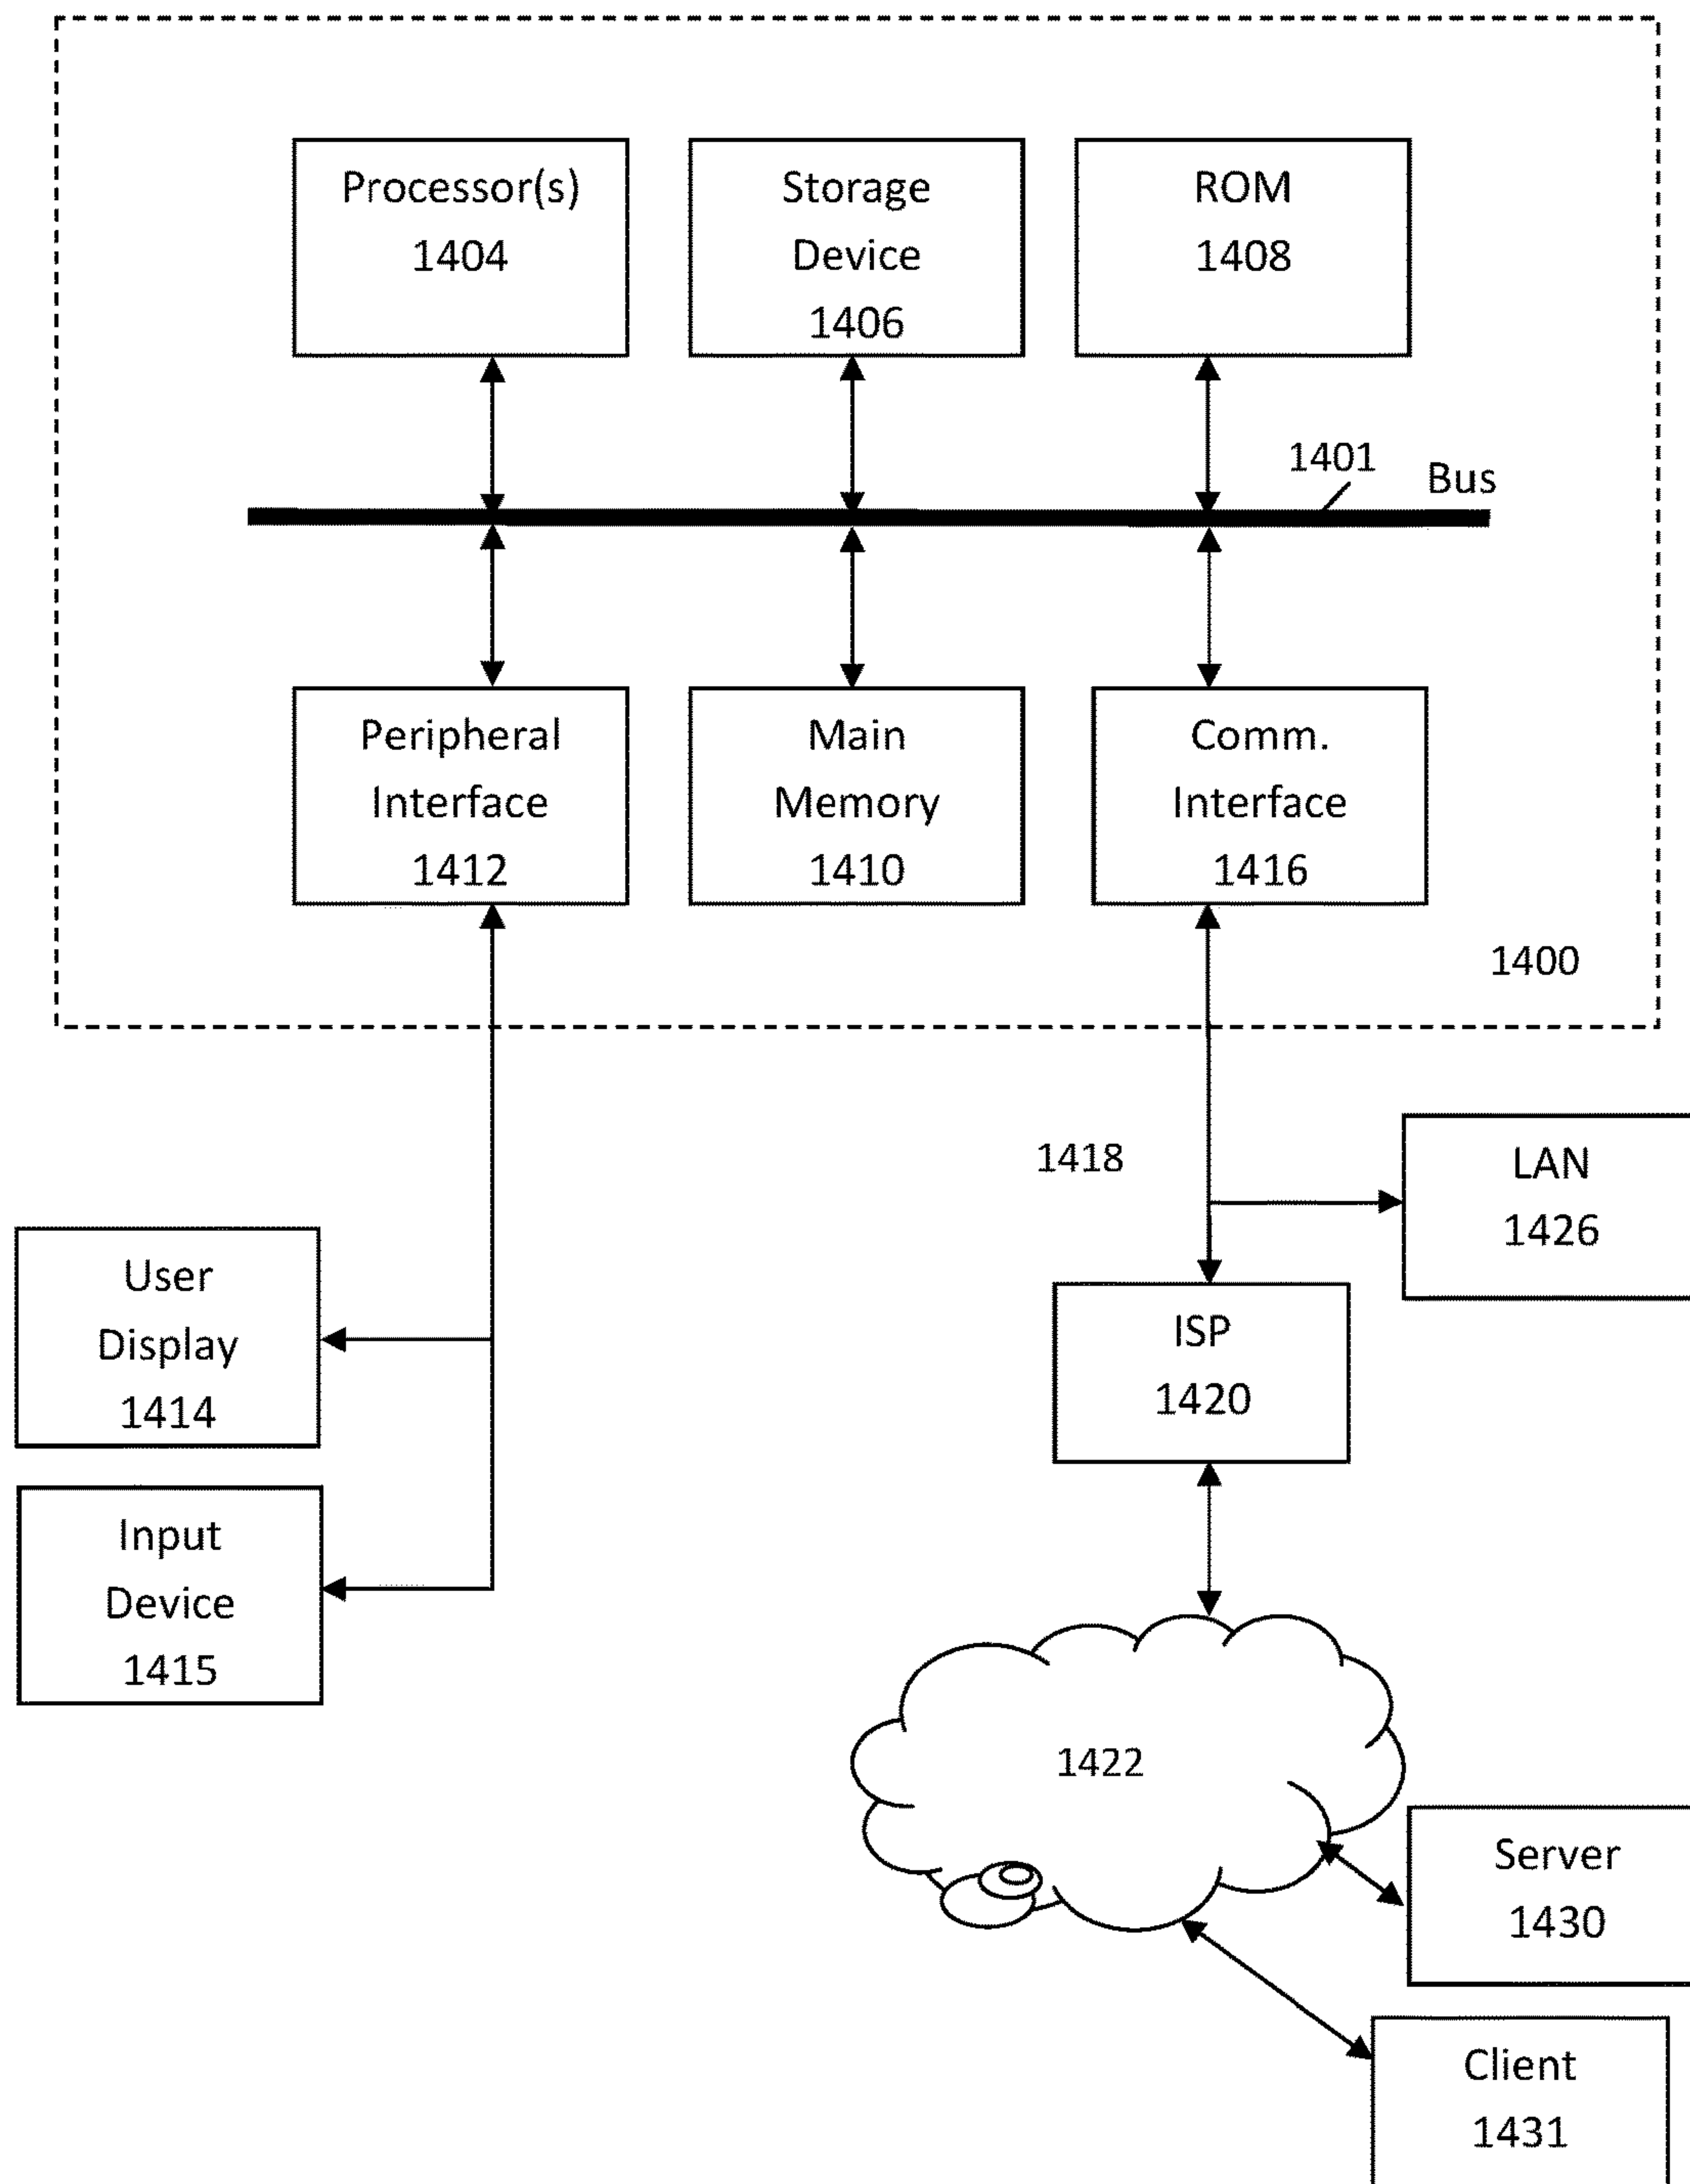 Processor(s)
1404
Storage
Device
1406
ROM
1408
1401
Bus
Peripheral
Interface
1412
Main
Memory
1410
Comm.
Interface
1416
1400
1418
LAN
1426
User
Display
1414
ISP
1420
Input
Device
1415
1422
Server
1430
Client
1431